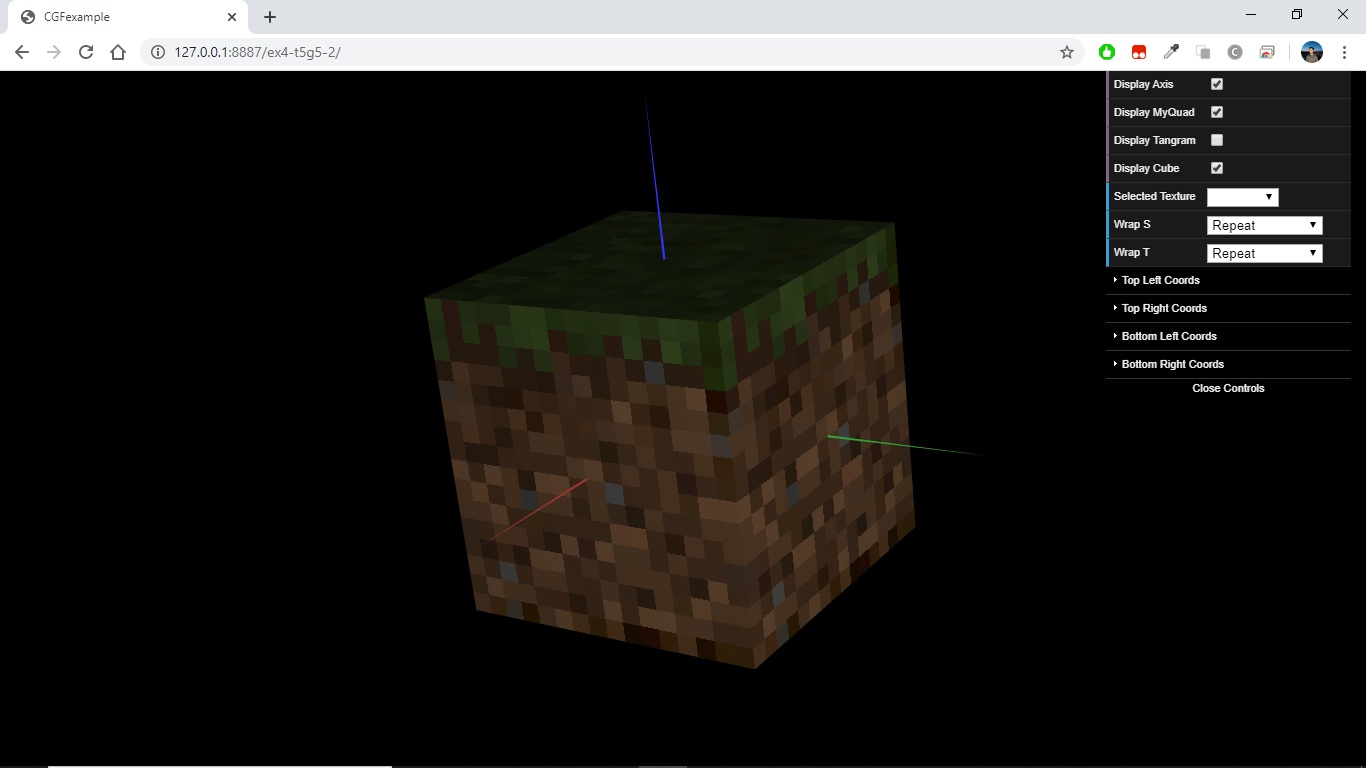 CGFexample
127.0.0.1:8887/ex4-t5g5-2/
Display Axis
Display MyQuad
Display Tangram
Display Cube
Selected Texture
Wrap S Repeat
Wrap T Repeat
Top Left Coords
Top Right Coords
Bottom Left Coords
Bottom Right Coords
Close Controls